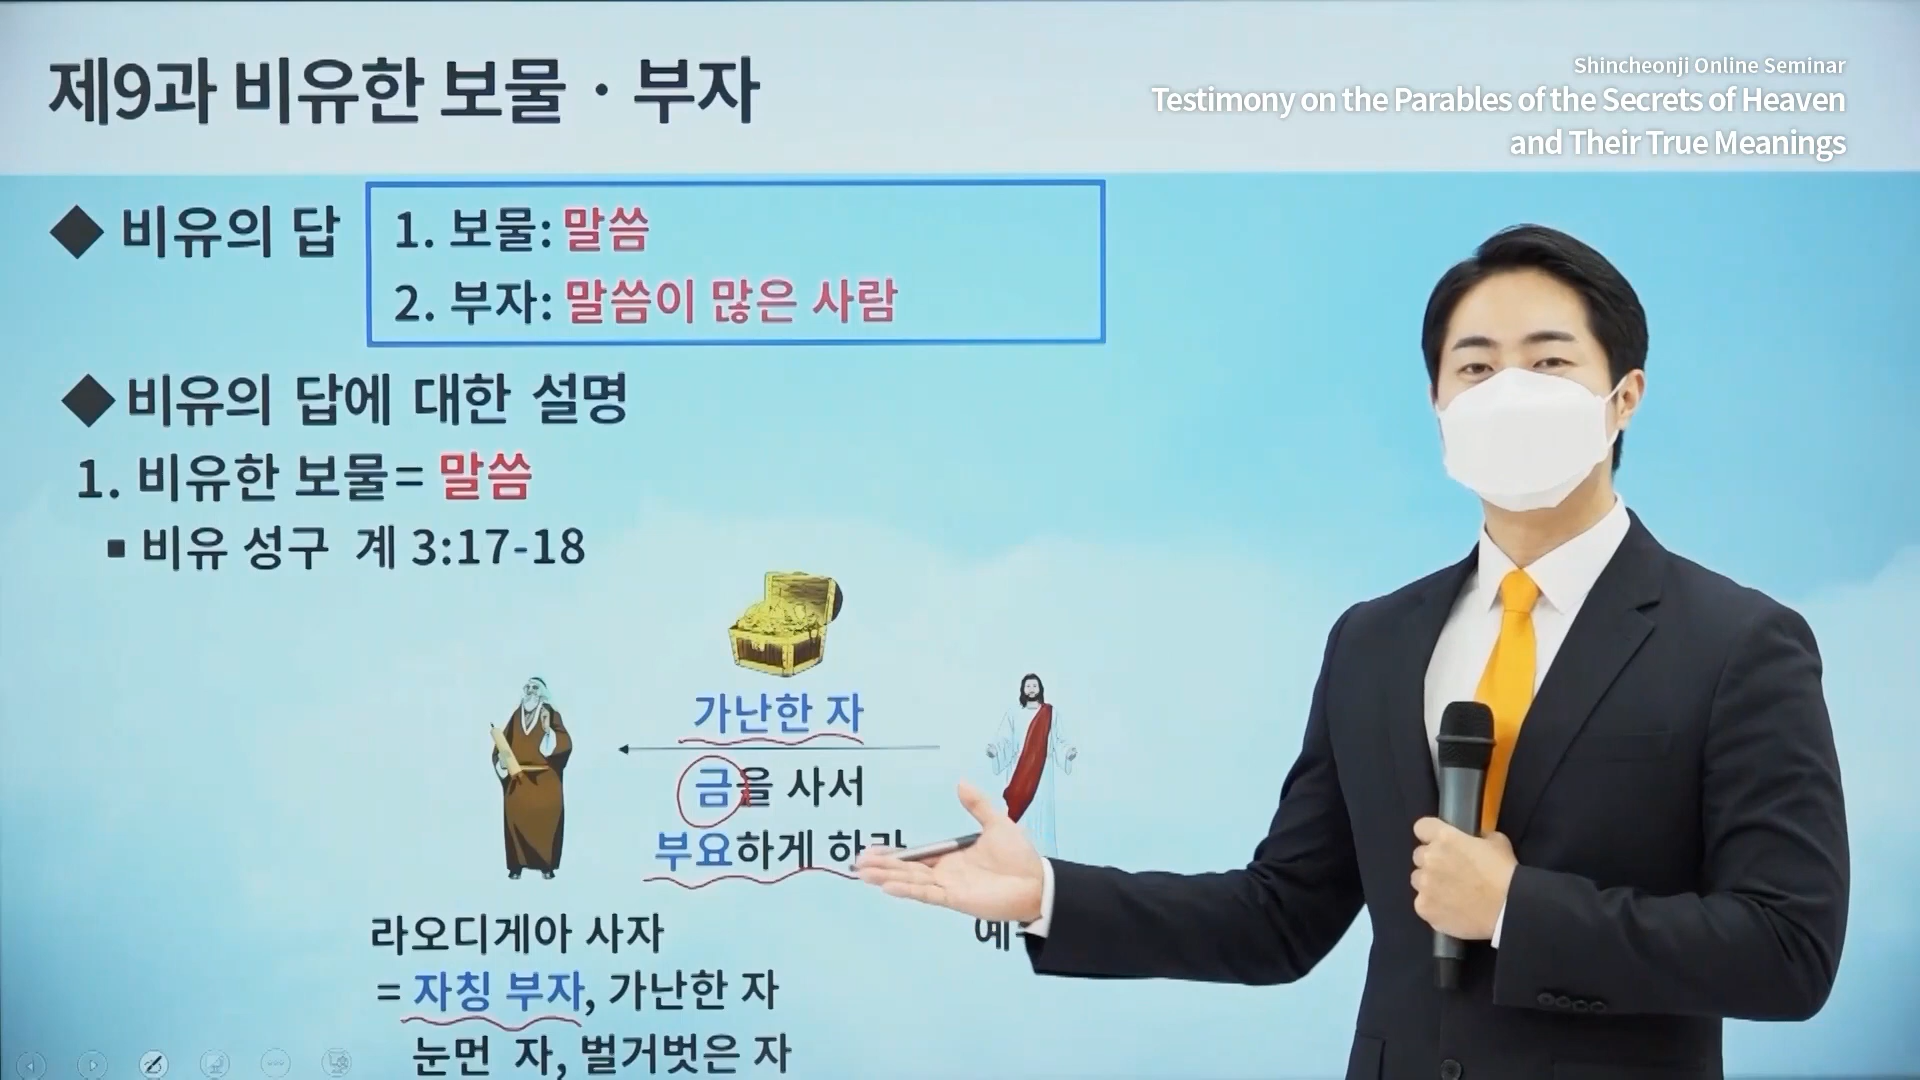 제9과 비유한 보물 · 부자
Shincheonji Online Seminar
Testimony on the Parables of the Secrets of Heaven
and Their True Meanings
◆ 비유의 답
1. 보물: 말씀
2. 부자: 말씀이 많은 사람
◆ 비유의 답에 대한 설명
1. 비유한 보물= 말씀
▪ 비유 성구 계 3:17-18
가난한 자
금을 사서
부요하게
라오디게아 사자
= 자칭 부자, 가난한 자
눈먼 자, 벌거벗은 자